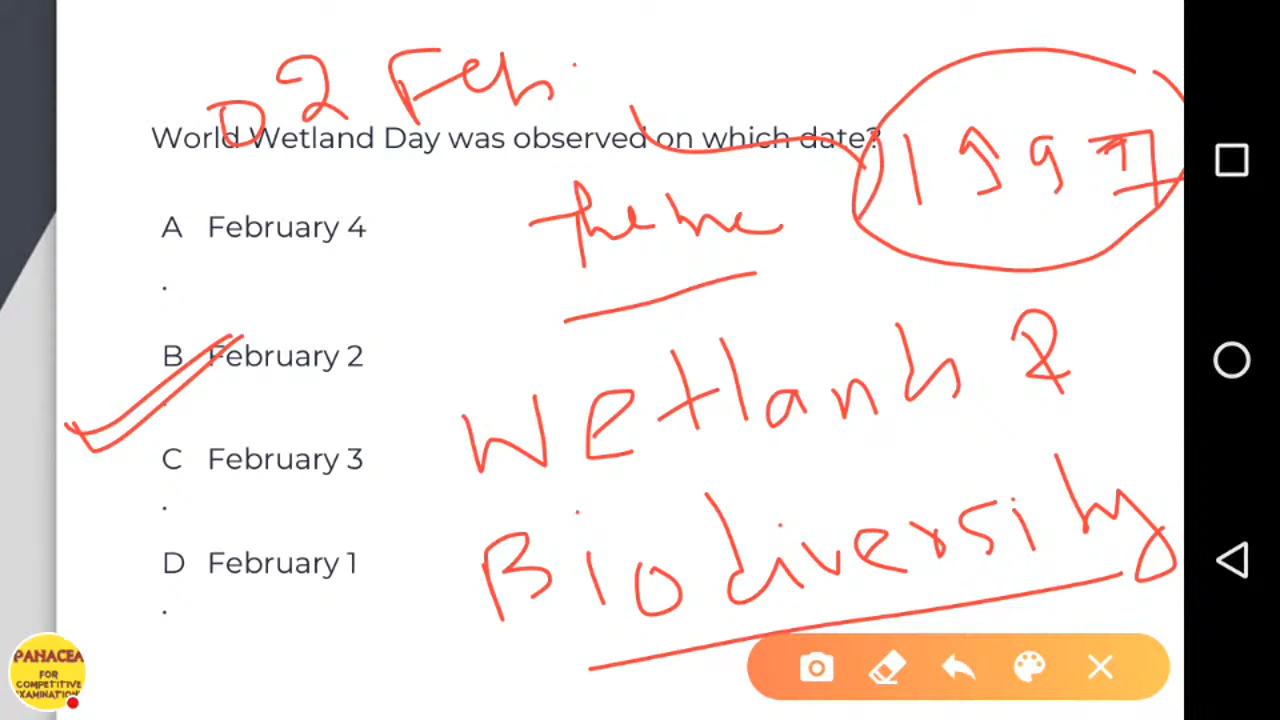 2 Feb
World Wetland Day was observed on which date?
1997
A February 4
.
theme
B February 2
.
Wetlands &
C February 3
.
Biodiversity
D February 1
.
PANACEA
FOR
COMPETITIVE
EXAMINATION